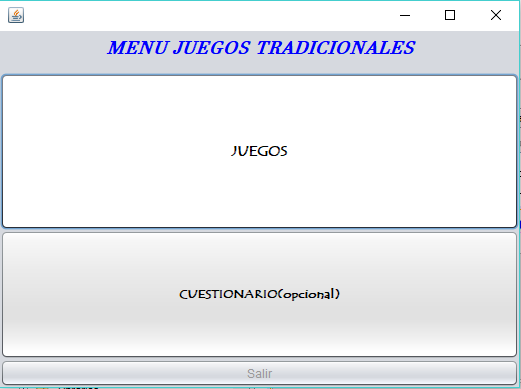 MENU JUEGOS TRADICIONALES
JUEGOS
CUESTIONARIO(opcional)
Salir